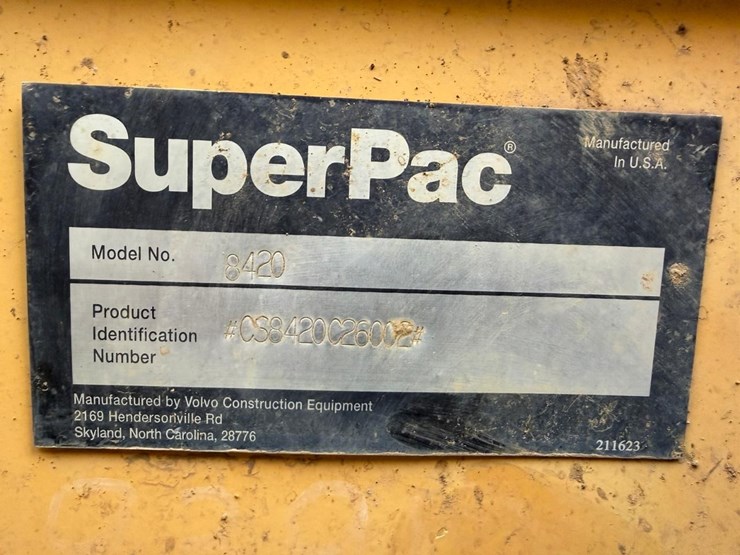 SuperPac®
Manufactured
In U.S.A.
Model No. 8420
Product
Identification
Number
Manufactured by Volvo Construction Equipment
2169 Hendersonville Rd
Skyland, North Carolina, 28776
211623